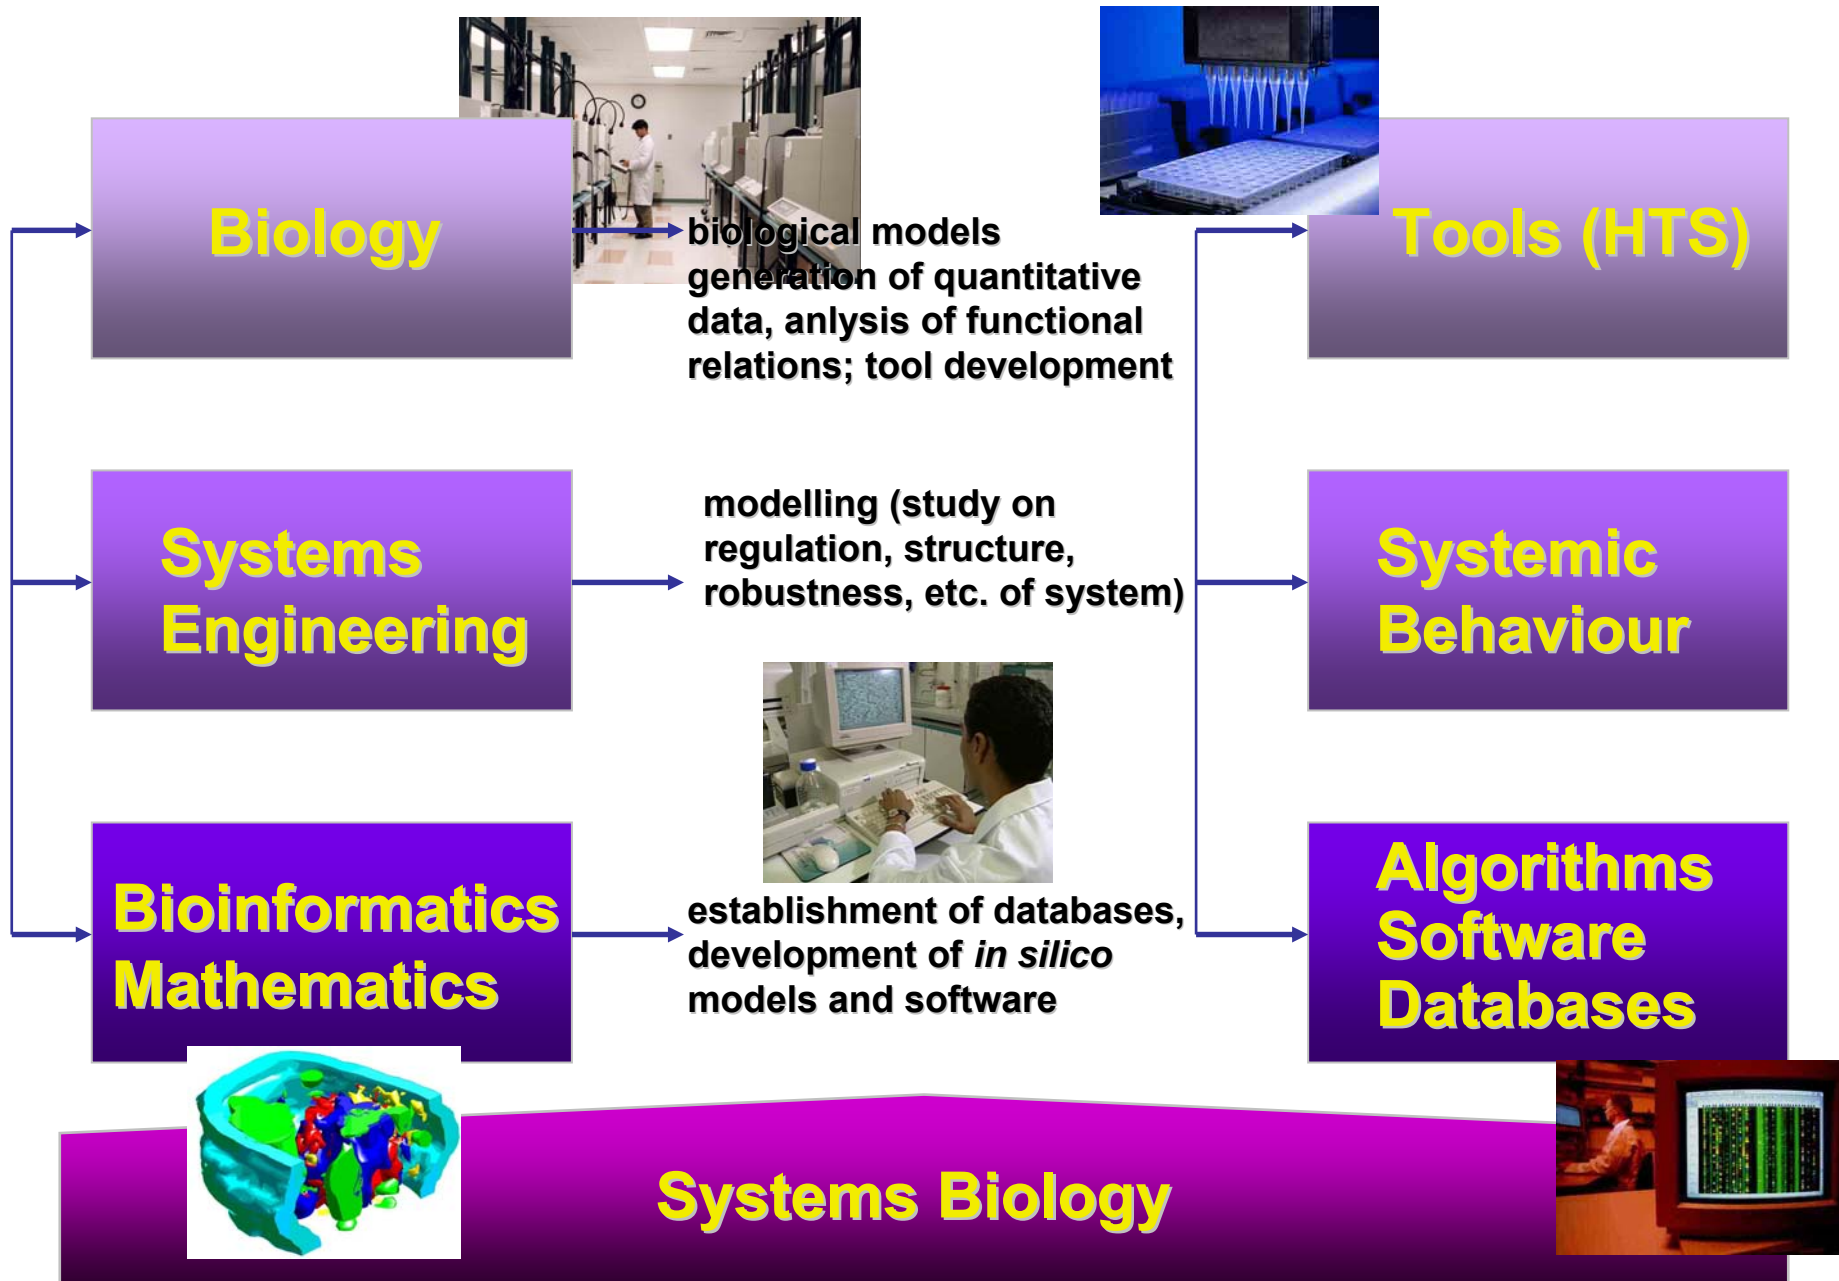 Biology
biological models
generation of quantitative
data, anlysis of functional
relations; tool development
Tools (HTS)
Systems
Engineering
modelling (study on
regulation, structure,
robustness, etc. of system)
Systemic
Behaviour
Bioinformatics
Mathematics
establishment of databases,
development of in silico
models and software
Algorithms
Software
Databases
Systems Biology